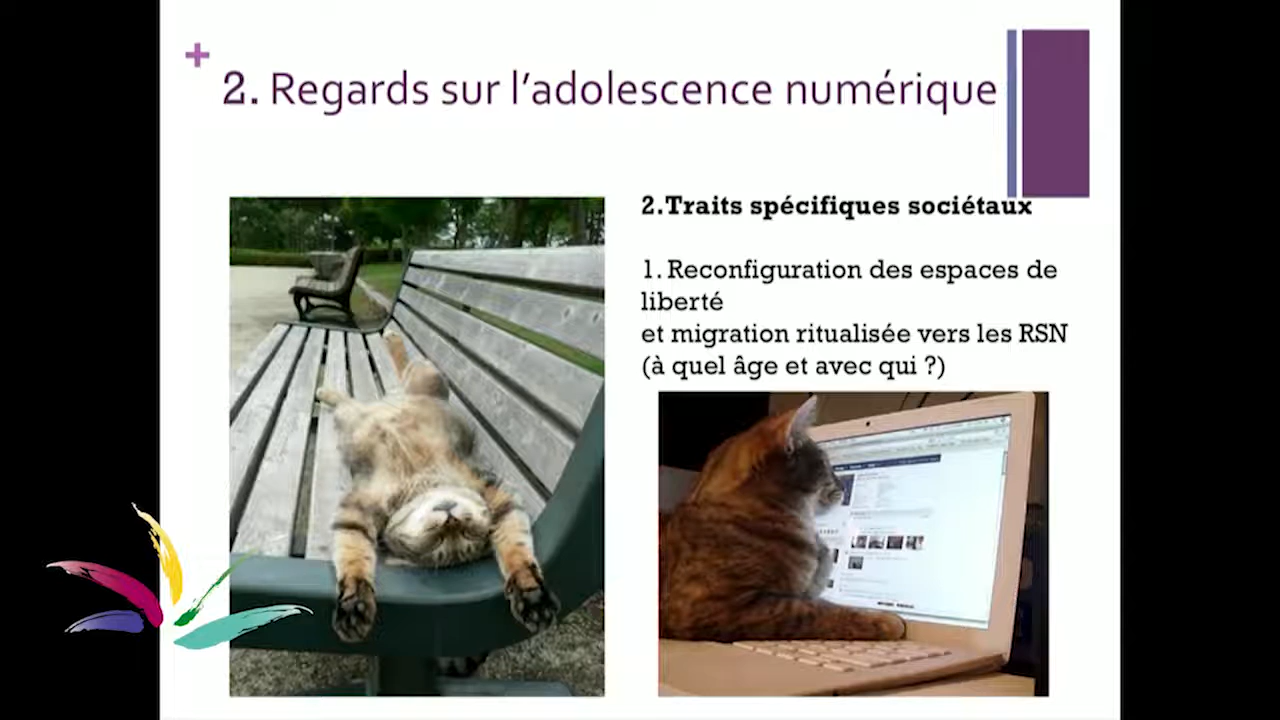 +
2. Regards sur l’adolescence numérique
2.Traits spécifiques sociétaux
1. Reconfiguration des espaces de
liberté
et migration ritualisée vers les RSN
(à quel âge et avec qui ?)